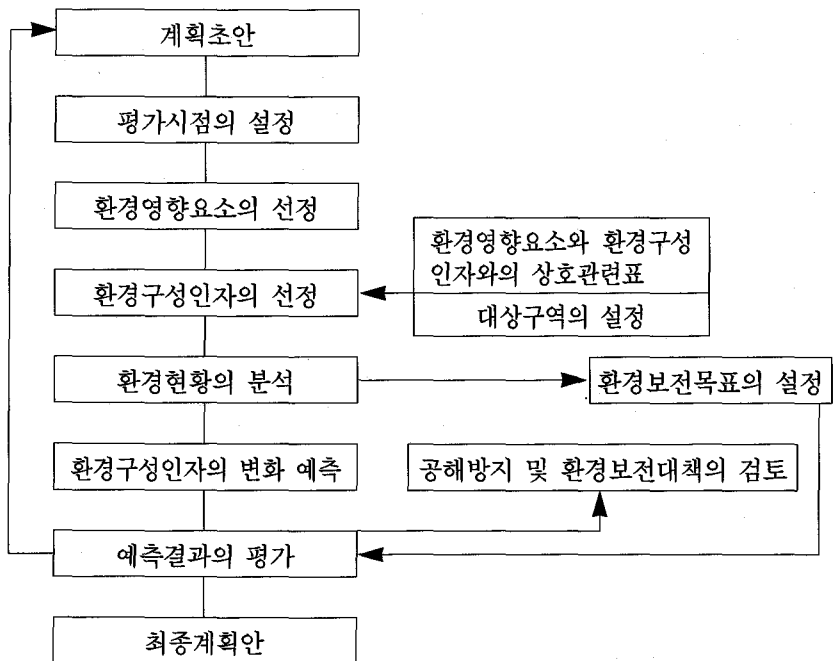 계획초안
평가시점의 설정
환경영향요소의 선정
환경영향요소와 환경구성
인자와의 상호관련표
환경구성인자의 선정
대상구역의 설정
환경현황의 분석
환경보전목표의 설정
환경구성인자의 변화 예측
공해방지 및 환경보전대책의 검토
예측결과의 평가
최종계획안